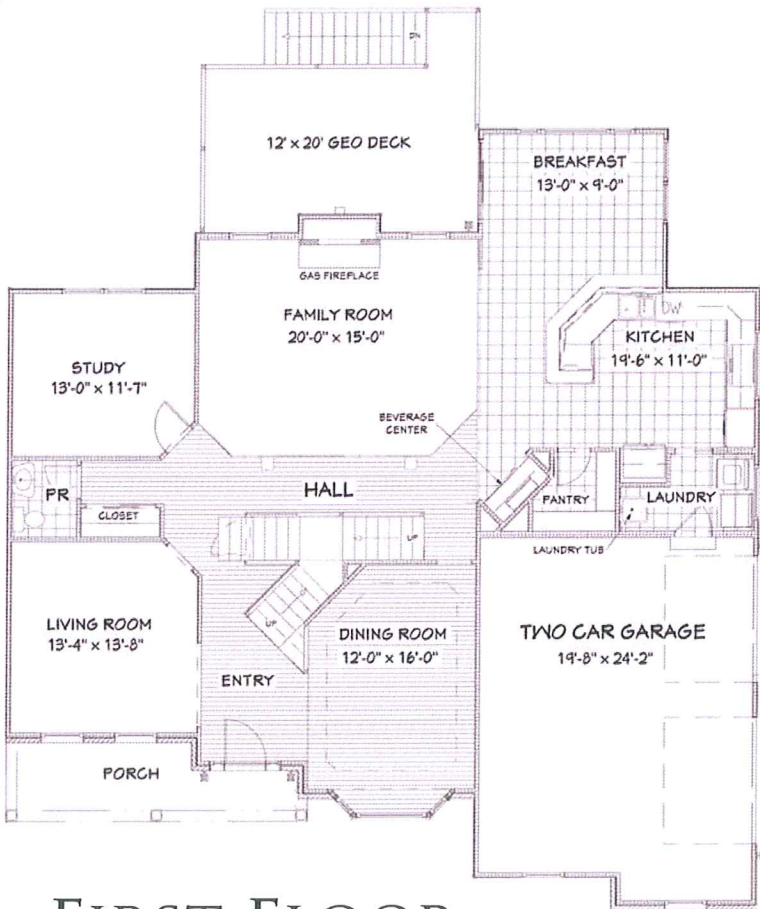 DN
12' x 20' GEO DECK
BREAKFAST
13'-0" x 9'-0"
GAS FIREPLACE
FAMILY ROOM
20'-0" x 15'-0"
DW
KITCHEN
19'-6" x 11'-0"
STUDY
13'-0" x 11'-7"
BEVERAGE
CENTER
PR
HALL
CLOSET
PANTRY
LAUNDRY
UP
LAUNDRY TUB
LIVING ROOM
13'-4" x 13'-8"
UP
DINING ROOM
12'-0" x 16'-0"
TWO CAR GARAGE
19'-8" x 24'-2"
ENTRY
PORCH
FIRST FLOOR